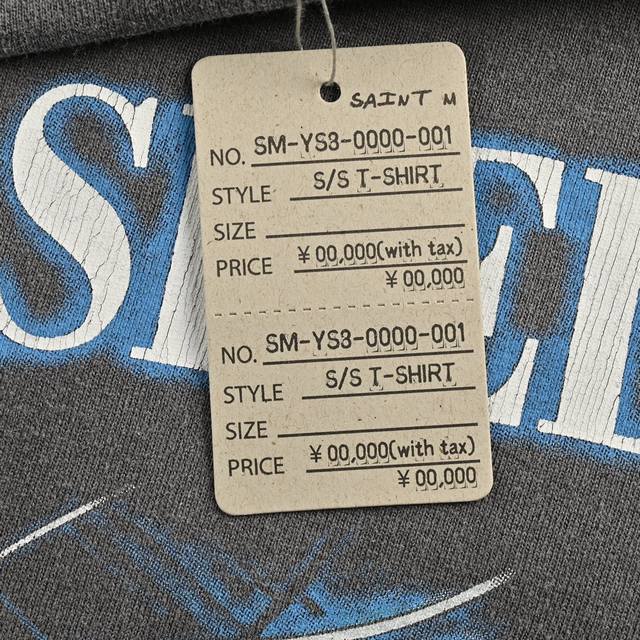 SAINT M
NO. SM-YS3-0000-001
STYLE S/S T-SHIRT
SIZE
PRICE ¥ 00,000(with tax)
¥ 00,000
NO. SM-YS3-0000-001
STYLE S/S T-SHIRT
SIZE
PRICE ¥ 00,000(with tax)
¥ 00,000